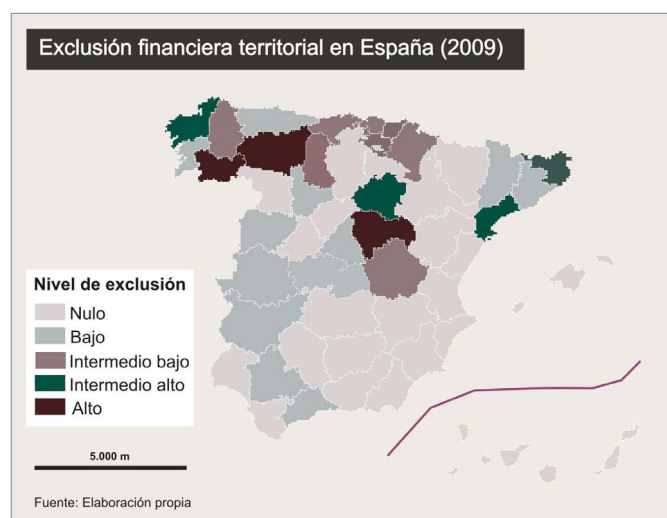 Exclusión financiera territorial en España (2009)
Nivel de exclusión
Nulo
Bajo
Intermedio bajo
Intermedio alto
Alto
5.000 m
Fuente: Elaboración propia